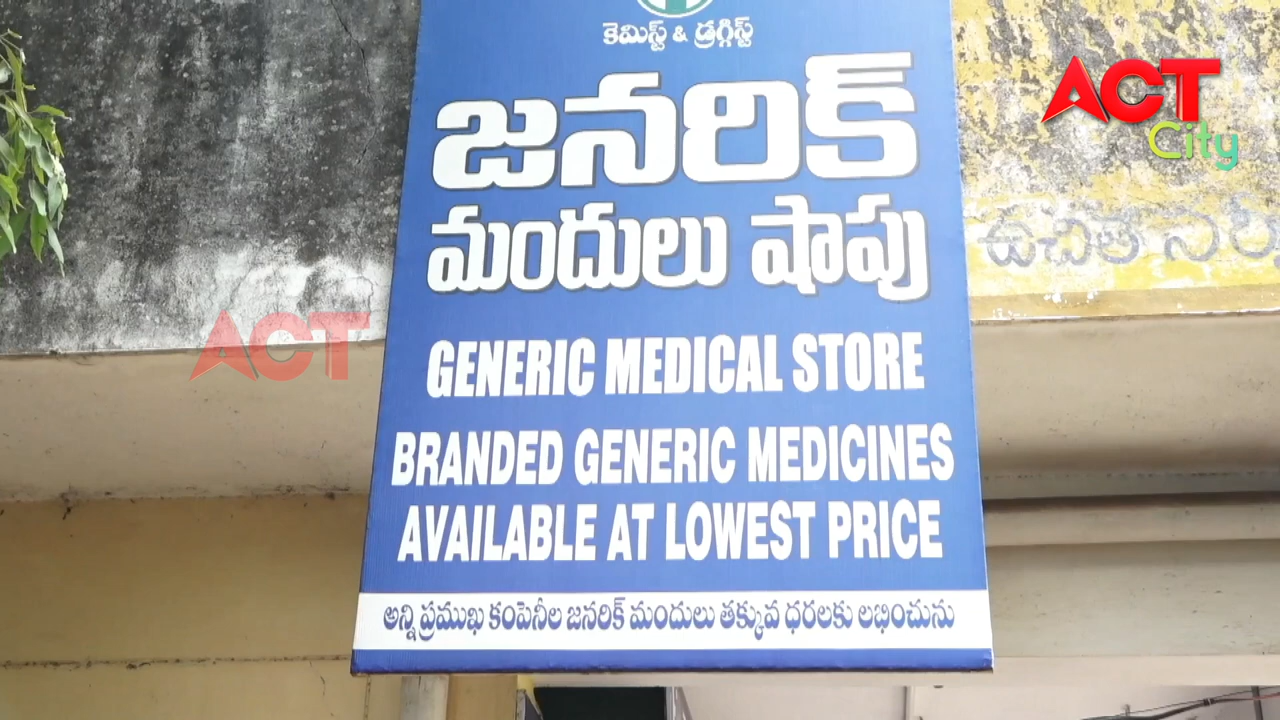 కెమిస్ట్ & డ్రగ్గిస్ట్
జనరిక్
మందులు షాపు
GENERIC MEDICAL STORE
BRANDED GENERIC MEDICINES
AVAILABLE AT LOWEST PRICE
అన్ని ప్రముఖ కంపెనీల జనరిక్ మందులు తక్కువ ధరలకు లభించును
ACT
City
ఉచిత
ACT